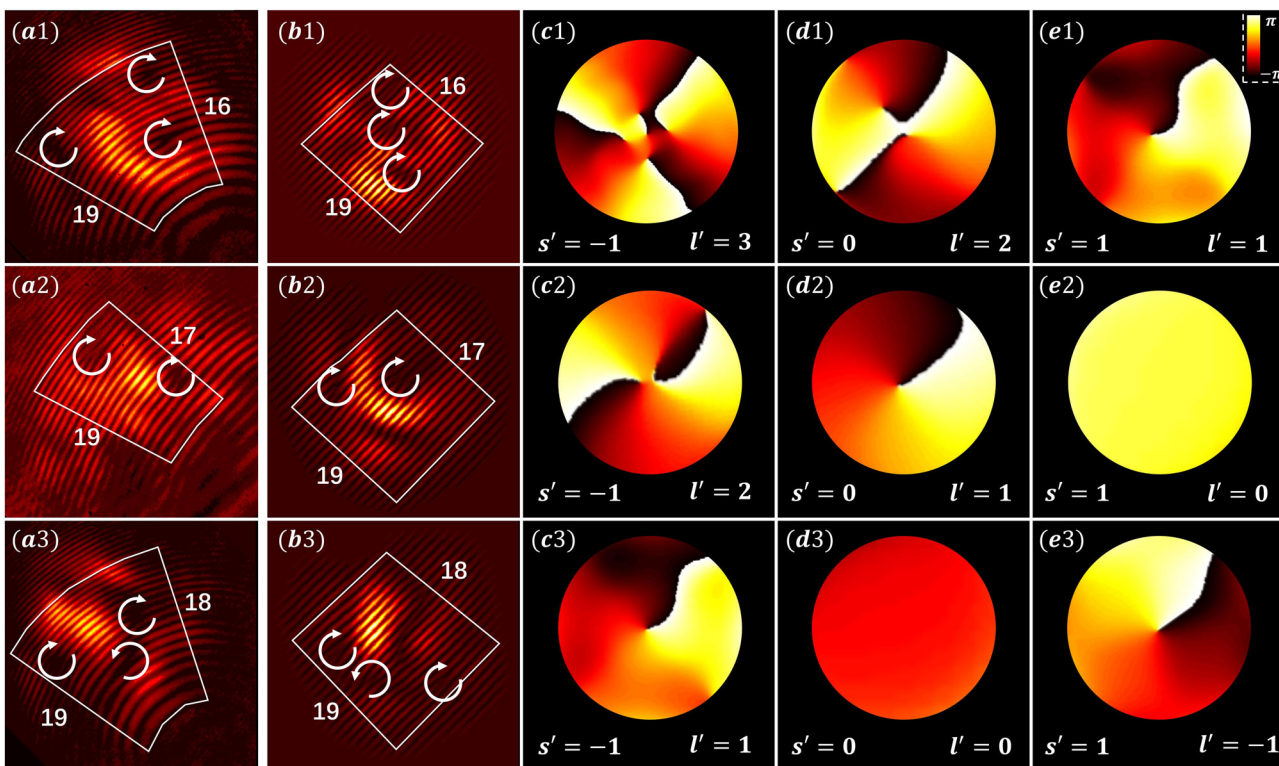 (a1)
16
19
(b1)
16
19
(c1)
s′ = −1 l′ = 3
(d1)
s′ = 0 l′ = 2
(e1)
π
−π
s′ = 1 l′ = 1
(a2)
17
19
(b2)
17
19
(c2)
s′ = −1 l′ = 2
(d2)
s′ = 0 l′ = 1
(e2)
s′ = 1 l′ = 0
(a3)
18
19
(b3)
18
19
(c3)
s′ = −1 l′ = 1
(d3)
s′ = 0 l′ = 0
(e3)
s′ = 1 l′ = −1